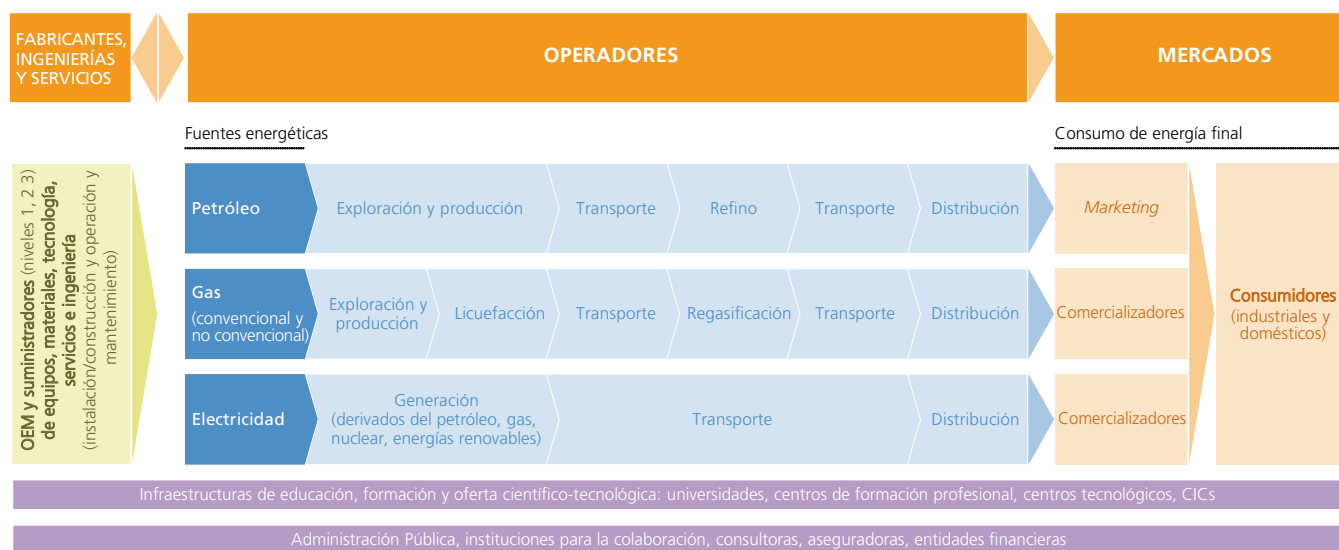 FABRICANTES,
INGENIERÍAS
Y SERVICIOS
OPERADORES
MERCADOS
Fuentes energéticas
Consumo de energía final
OEM y suministradores (niveles 1, 2 3)
de equipos, materiales, tecnología,
servicios e ingeniería
(instalación/construcción y operación y
mantenimiento)
Petróleo
Exploración y producción
Transporte
Refino
Transporte
Distribución
Marketing
Gas
(convencional y
no convencional)
Exploración y
producción
Licuefacción
Transporte
Regasificación
Transporte
Distribución
Comercializadores
Consumidores
(industriales y
domésticos)
Electricidad
Generación
(derivados del petróleo, gas,
nuclear, energías renovables)
Transporte
Distribución
Comercializadores
Infraestructuras de educación, formación y oferta científico-tecnológica: universidades, centros de formación profesional, centros tecnológicos, CICs
Administración Pública, instituciones para la colaboración, consultoras, aseguradoras, entidades financieras